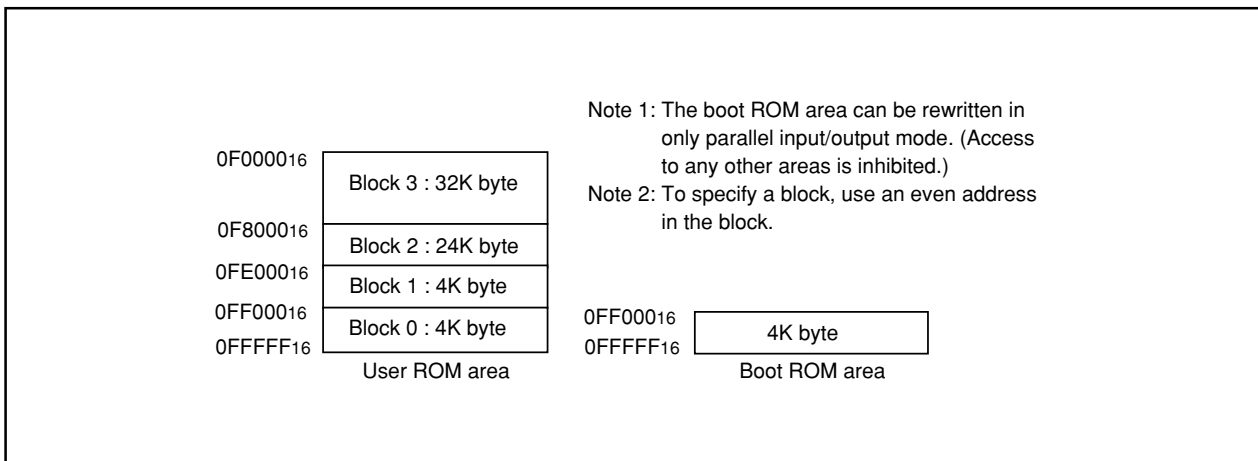 Note 1: The boot ROM area can be rewritten in
only parallel input/output mode. (Access
to any other areas is inhibited.)
Note 2: To specify a block, use an even address
in the block.
0F000016
Block 3 : 32K byte
0F800016
Block 2 : 24K byte
0FE00016
Block 1 : 4K byte
0FF00016
Block 0 : 4K byte
0FFFFF16
User ROM area
0FF00016
4K byte
0FFFFF16
Boot ROM area